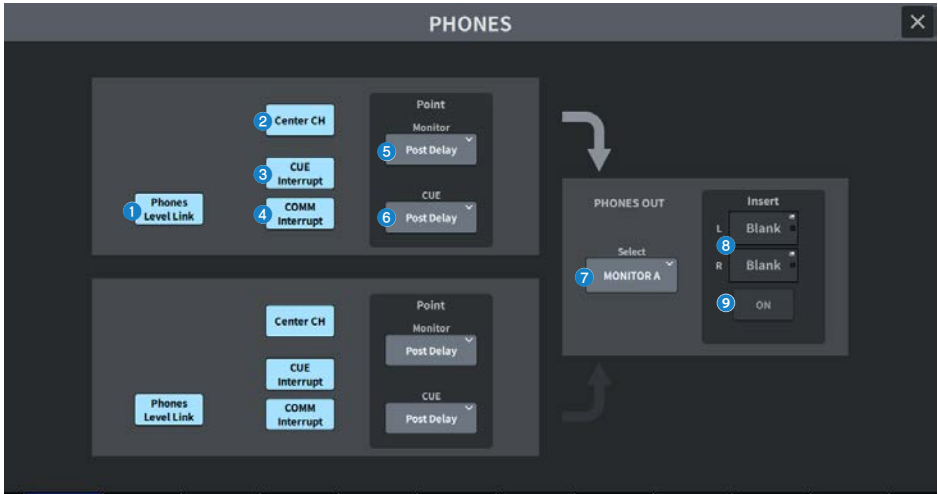 PHONES
Point
2 Center CH
Monitor
5 Post Delay
3 CUE
Interrupt
CUE
1 Phones
Level Link
4 COMM
Interrupt
6 Post Delay
PHONES OUT
Insert
L
Blank
8
Select
R
Blank
7 MONITOR A
9 ON
Point
Center CH
Monitor
Post Delay
CUE
Interrupt
CUE
Phones
Level Link
COMM
Interrupt
Post Delay